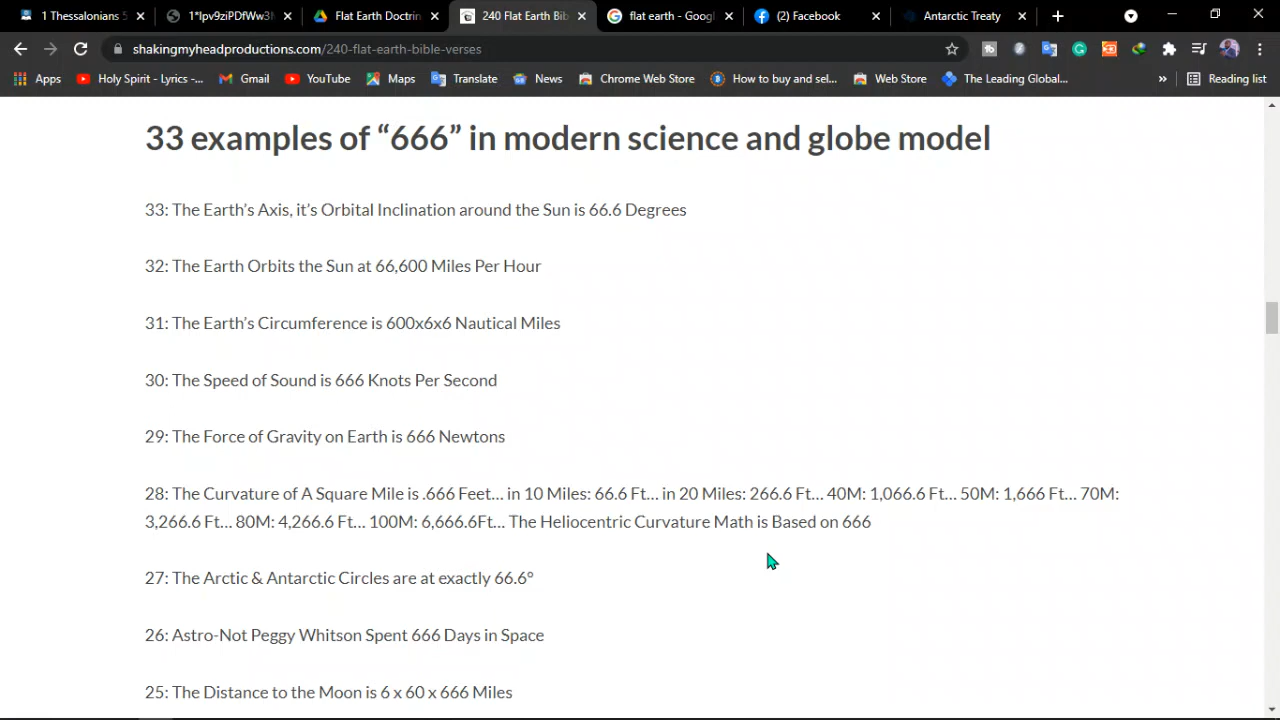 1 Thessalonians 5
1*Ipv9ziPDfWw3N
Flat Earth Doctrin
240 Flat Earth Bib
flat earth - Googl
(2) Facebook
Antarctic Treaty
shakingmyheadproductions.com/240-flat-earth-bible-verses
Apps
Holy Spirit - Lyrics -...
Gmail
YouTube
Maps
Translate
News
Chrome Web Store
How to buy and sel...
Web Store
The Leading Global...
»
Reading list
33 examples of “666” in modern science and globe model
33: The Earth’s Axis, it’s Orbital Inclination around the Sun is 66.6 Degrees
32: The Earth Orbits the Sun at 66,600 Miles Per Hour
31: The Earth’s Circumference is 600x6x6 Nautical Miles
30: The Speed of Sound is 666 Knots Per Second
29: The Force of Gravity on Earth is 666 Newtons
28: The Curvature of A Square Mile is .666 Feet… in 10 Miles: 66.6 Ft… in 20 Miles: 266.6 Ft… 40M: 1,066.6 Ft… 50M: 1,666 Ft… 70M:
3,266.6 Ft… 80M: 4,266.6 Ft… 100M: 6,666.6Ft… The Heliocentric Curvature Math is Based on 666
27: The Arctic & Antarctic Circles are at exactly 66.6°
26: Astro-Not Peggy Whitson Spent 666 Days in Space
25: The Distance to the Moon is 6 x 60 x 666 Miles